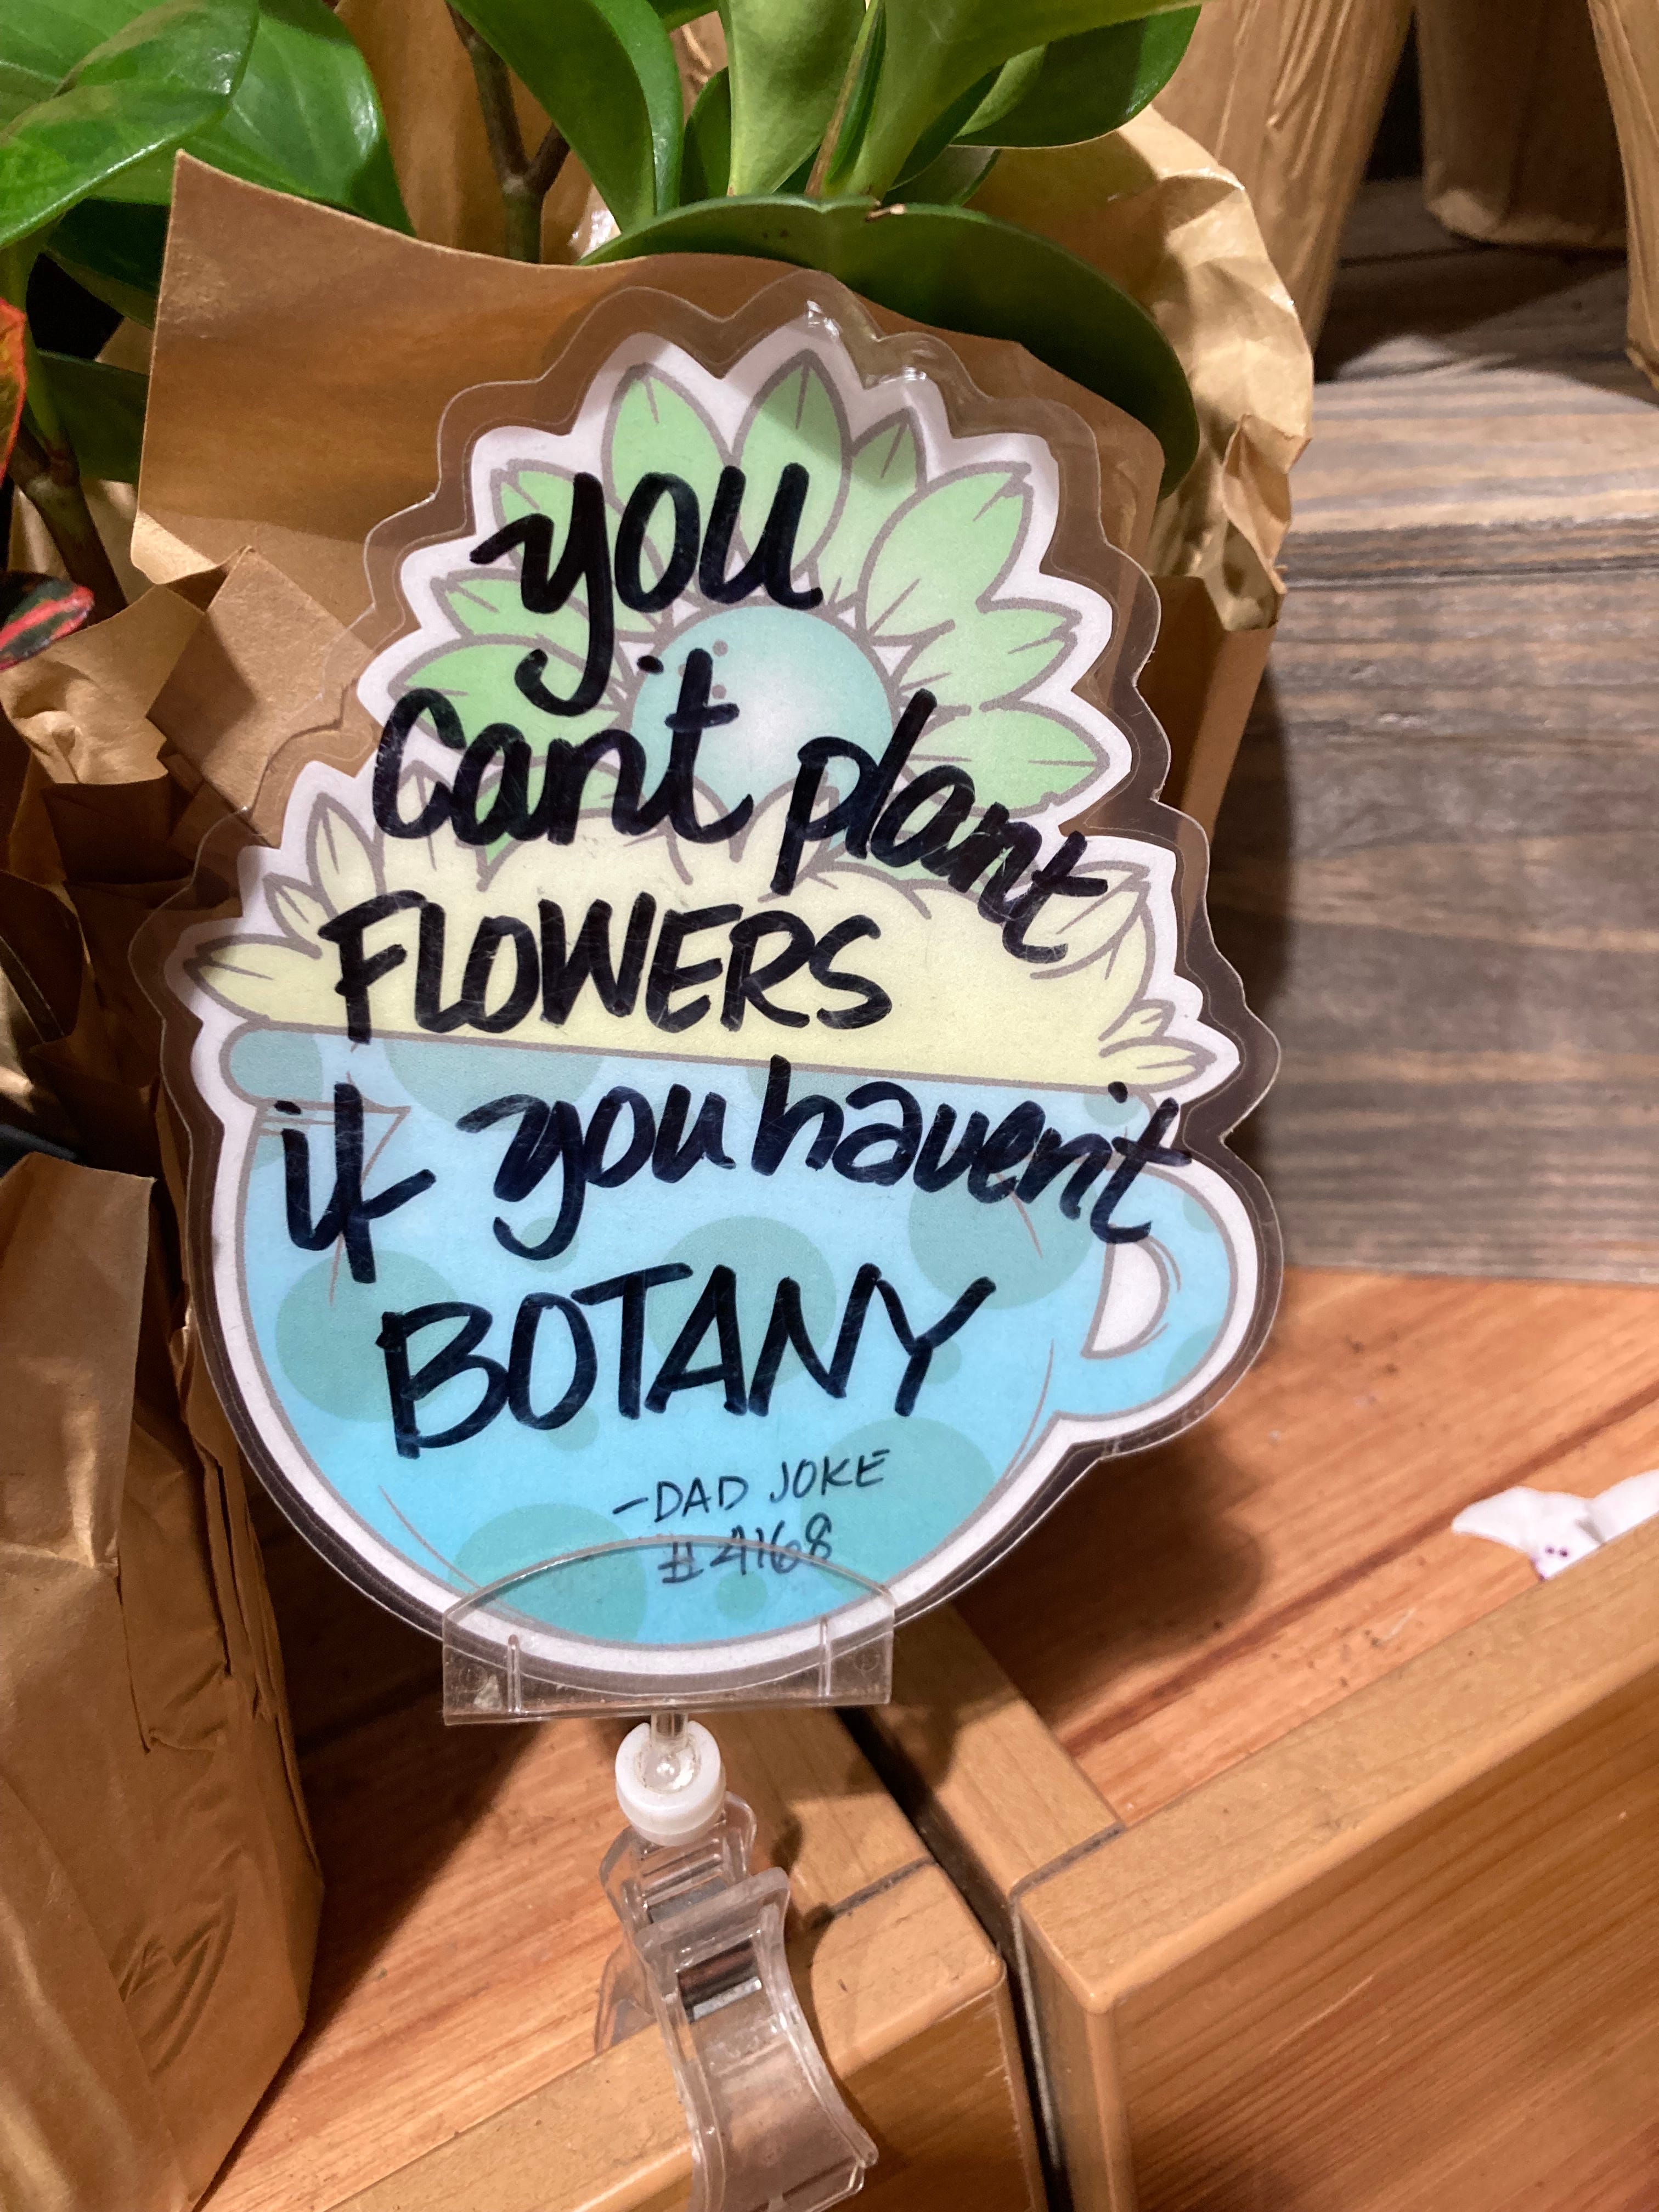 you
can't plant
FLOWERS
if you haven't
BOTANY
-DAD JOKE
#4168